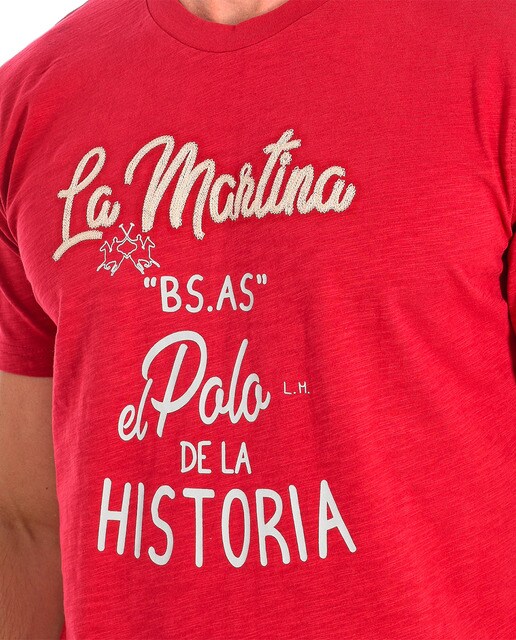 La Martina
"BS.AS"
el Polo L.H.
DE LA
HISTORIA